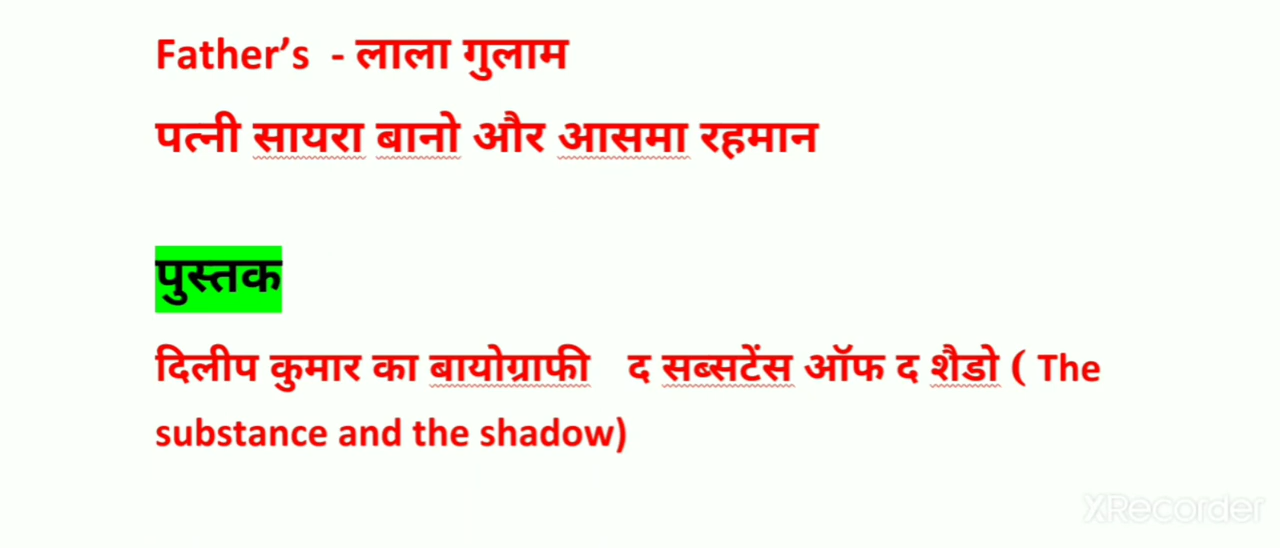 Father’s - लाला गुलाम
पत्नी सायरा बानो और आसमा रहमान
पुस्तक
दिलीप कुमार का बायोग्राफी द सब्सटेंस ऑफ द शैडो ( The
substance and the shadow)
XRecorder